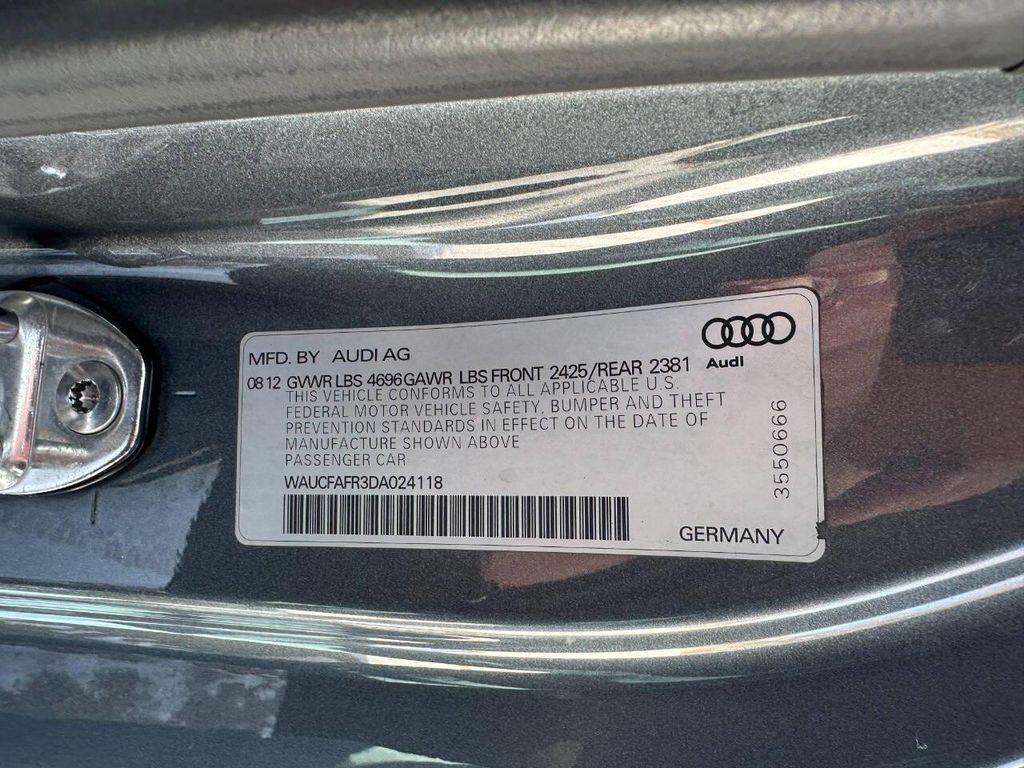 MFD. BY AUDI AG
Audi
0812 GVWR LBS 4696 GAWR LBS FRONT 2425/REAR 2381
THIS VEHICLE CONFORMS TO ALL APPLICABLE U.S.
FEDERAL MOTOR VEHICLE SAFETY, BUMPER AND THEFT
PREVENTION STANDARDS IN EFFECT ON THE DATE OF
MANUFACTURE SHOWN ABOVE
PASSENGER CAR
WAUCFAFR3DA024118
GERMANY
3550666